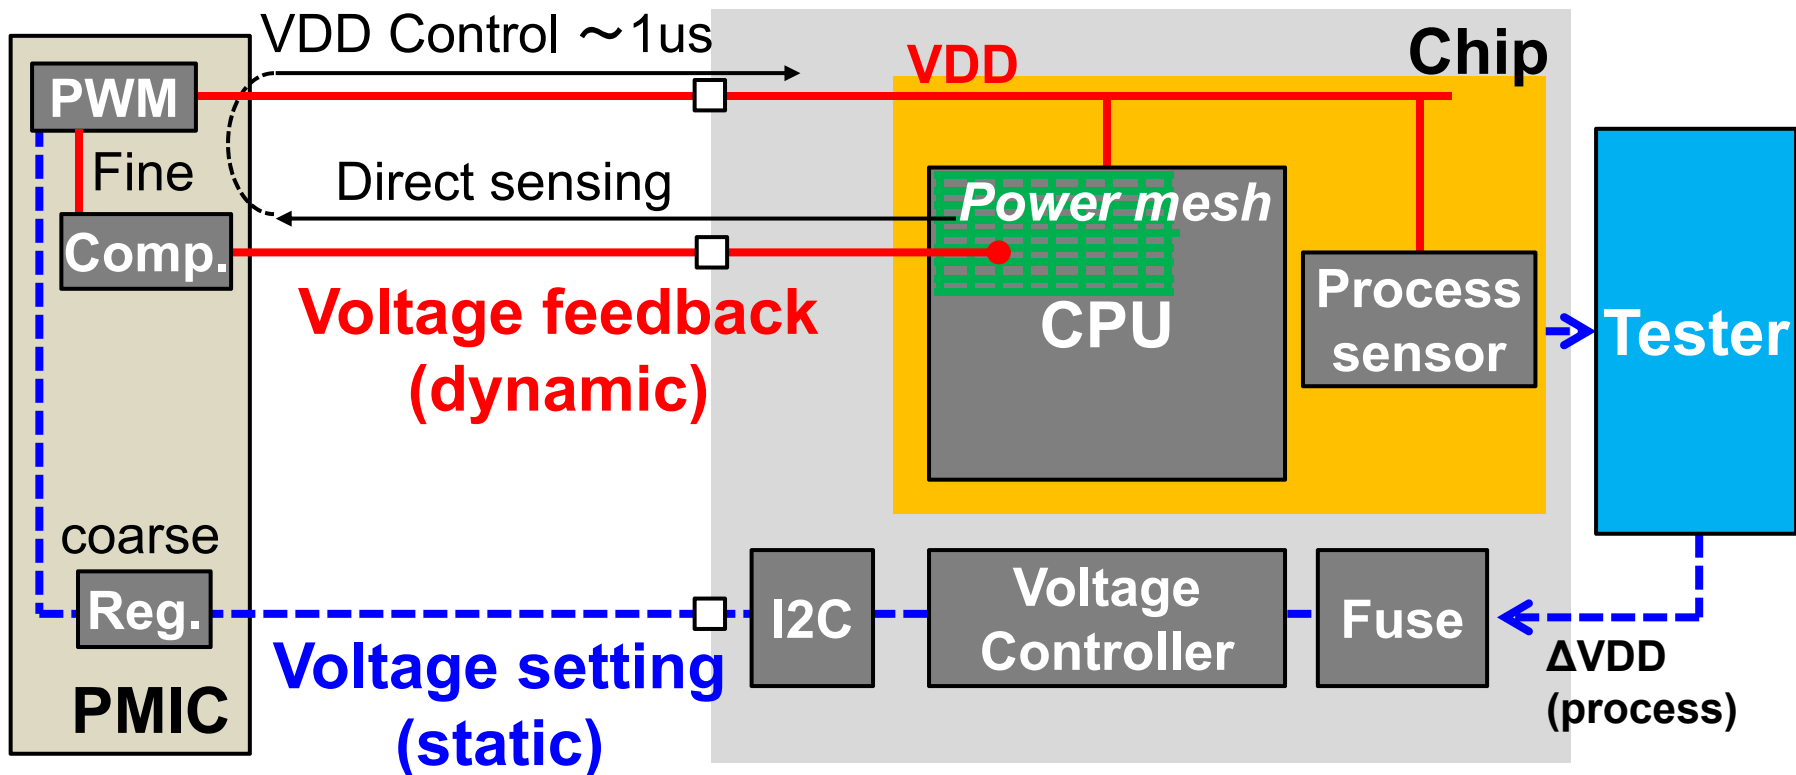 VDD Control ～1us
Chip
VDD
PWM
Fine
Direct sensing
Power mesh
Comp.
Voltage feedback
(dynamic)
CPU
Process
sensor
Tester
coarse
Reg.
I2C
Voltage
Controller
Fuse
Voltage setting
(static)
ΔVDD
(process)
PMIC